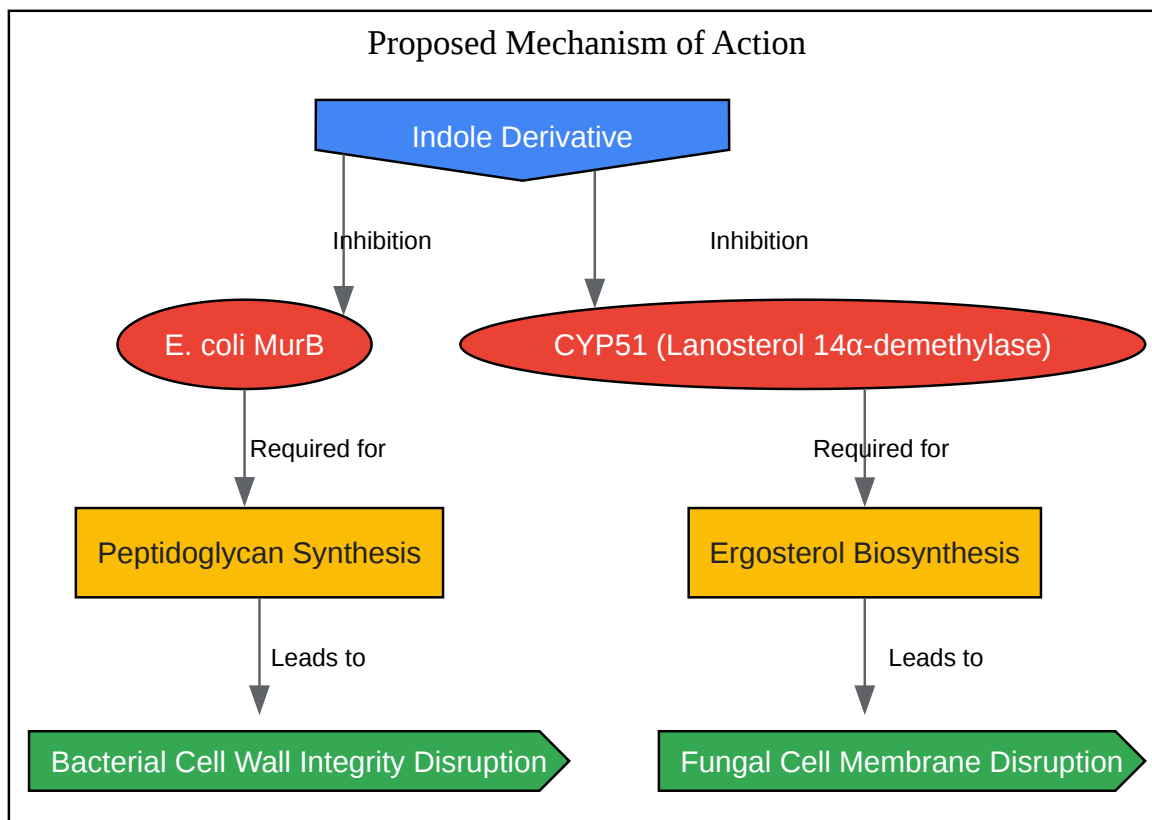 Proposed Mechanism of Action
Indole Derivative
Inhibition
Inhibition
E. coli MurB
CYP51 (Lanosterol 14α-demethylase)
Required for
Required for
Peptidoglycan Synthesis
Ergosterol Biosynthesis
Leads to
Leads to
Bacterial Cell Wall Integrity Disruption
Fungal Cell Membrane Disruption